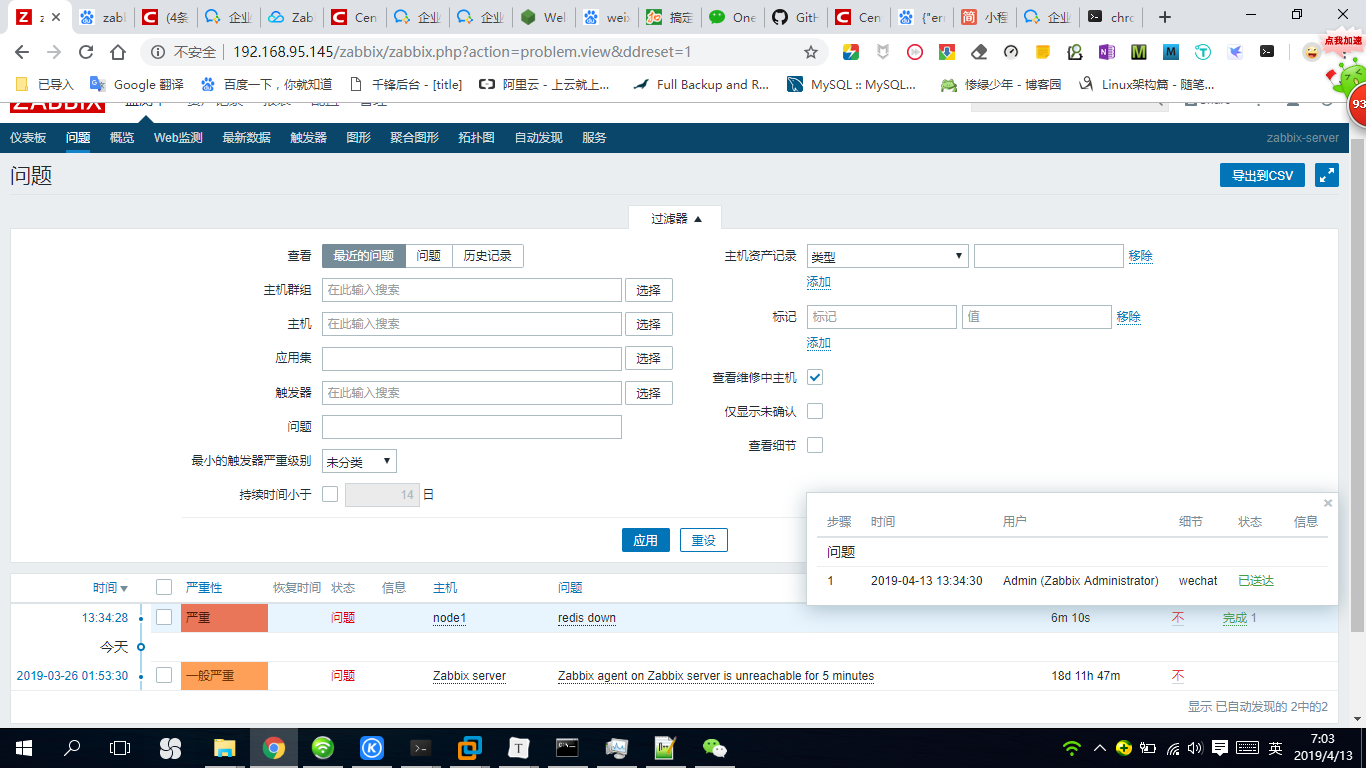 z zabl (4条 企业 Zab Cen 企业 企业 Wel weix 搞定 One GitH Cen {"err 小程 企业 chro
不安全 192.168.95.145/zabbix/zabbix.php?action=problem.view&ddreset=1 点我加速
已导入 Google 翻译 百度一下，你就知道 千锋后台 - [title] 阿里云 - 上云就上... Full Backup and R... MySQL :: MySQL... 惨绿少年 - 博客园 Linux架构篇 - 随笔...
ZABBIX 93
仪表板 问题 概览 Web监测 最新数据 触发器 图形 聚合图形 拓扑图 自动发现 服务 zabbix-server
问题 导出到CSV
过滤器
查看 最近的问题 问题 历史记录 主机资产记录 类型 移除
添加
主机群组 在此输入搜索 选择
主机 在此输入搜索 选择 标记 标记 值 移除
添加
应用集 选择
查看维修中主机
触发器 在此输入搜索 选择
仅显示未确认
问题
查看细节
最小的触发器严重级别 未分类
持续时间小于 14 日
应用 重设
步骤 时间 用户 细节 状态 信息
问题
1 2019-04-13 13:34:30 Admin (Zabbix Administrator) wechat 已送达
时间 严重性 恢复时间 状态 信息 主机 问题
13:34:28 严重 问题 node1 redis down 6m 10s 不 完成 1
今天
2019-03-26 01:53:30 一般严重 问题 Zabbix server Zabbix agent on Zabbix server is unreachable for 5 minutes 18d 11h 47m 不
显示 已自动发现的 2中的2
英 7:03
2019/4/13